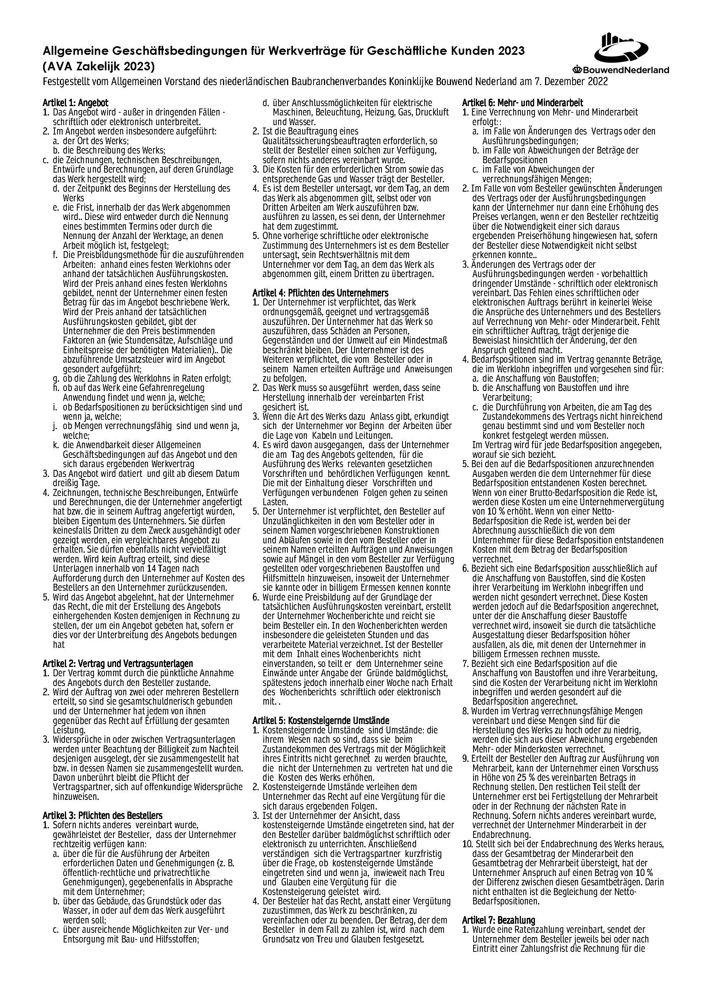 Allgemeine Geschäftsbedingungen für Werkverträge für Geschäftliche Kunden 2023
(AVA Zakelijk 2023)
BouwendNederland
Festgestellt vom Allgemeinen Vorstand des niederländischen Baubranchenverbandes Koninklijke Bouwend Nederland am 7. Dezember 2022
Artikel 1: Angebot
1. Das Angebot wird - außer in dringenden Fällen -
schriftlich oder elektronisch unterbreitet.
2. Im Angebot werden insbesondere aufgeführt:
a. der Ort des Werks;
b. die Beschreibung des Werks;
c. die Zeichnungen, technischen Beschreibungen,
Entwürfe und Berechnungen, auf deren Grundlage
das Werk hergestellt wird;
d. der Zeitpunkt des Beginns der Herstellung des
Werks
e. die Frist, innerhalb der das Werk abgenommen
wird.. Diese wird entweder durch die Nennung
eines bestimmten Termins oder durch die
Nennung der Anzahl der Werktage, an denen
Arbeit möglich ist, festgelegt;
f. Die Preisbildungsmethode für die auszuführenden
Arbeiten: anhand eines festen Werklohns oder
anhand der tatsächlichen Ausführungskosten.
Wird der Preis anhand eines festen Werklohns
gebildet, nennt der Unternehmer einen festen
Betrag für das im Angebot beschriebene Werk.
Wird der Preis anhand der tatsächlichen
Ausführungskosten gebildet, gibt der
Unternehmer die den Preis bestimmenden
Faktoren an (wie Stundensätze, Aufschläge und
Einheitspreise der benötigten Materialien).. Die
abzuführende Umsatzsteuer wird im Angebot
gesondert aufgeführt;
g. ob die Zahlung des Werklohns in Raten erfolgt;
h. ob auf das Werk eine Gefahrenregelung
Anwendung findet und wenn ja, welche;
i. ob Bedarfspositionen zu berücksichtigen sind und
wenn ja, welche;
j. ob Mengen verrechnungsfähig sind und wenn ja,
welche;
k. die Anwendbarkeit dieser Allgemeinen
Geschäftsbedingungen auf das Angebot und den
sich daraus ergebenden Werkvertrag
3. Das Angebot wird datiert und gilt ab diesem Datum
dreißig Tage.
4. Zeichnungen, technische Beschreibungen, Entwürfe
und Berechnungen, die der Unternehmer angefertigt
hat bzw. die in seinem Auftrag angefertigt wurden,
bleiben Eigentum des Unternehmers. Sie dürfen
keinesfalls Dritten zu dem Zweck ausgehändigt oder
gezeigt werden, ein vergleichbares Angebot zu
erhalten. Sie dürfen ebenfalls nicht vervielfältigt
werden. Wird kein Auftrag erteilt, sind diese
Unterlagen innerhalb von 14 Tagen nach
Aufforderung durch den Unternehmer auf Kosten des
Bestellers an den Unternehmer zurückzusenden.
5. Wird das Angebot abgelehnt, hat der Unternehmer
das Recht, die mit der Erstellung des Angebots
einhergehenden Kosten demjenigen in Rechnung zu
stellen, der um ein Angebot gebeten hat, sofern er
dies vor der Unterbreitung des Angebots bedungen
hat
Artikel 2: Vertrag und Vertragsunterlagen
1. Der Vertrag kommt durch die pünktliche Annahme
des Angebots durch den Besteller zustande.
2. Wird der Auftrag von zwei oder mehreren Bestellern
erteilt, so sind sie gesamtschuldnerisch gebunden
und der Unternehmer hat jedem von ihnen
gegenüber das Recht auf Erfüllung der gesamten
Leistung.
3. Widersprüche in oder zwischen Vertragsunterlagen
werden unter Beachtung der Billigkeit zum Nachteil
desjenigen ausgelegt, der sie zusammengestellt hat
bzw. in dessen Namen sie zusammengestellt wurden.
Davon unberührt bleibt die Pflicht der
Vertragspartner, sich auf offenkundige Widersprüche
hinzuweisen.
Artikel 3: Pflichten des Bestellers
1. Sofern nichts anderes vereinbart wurde,
gewährleistet der Besteller, dass der Unternehmer
rechtzeitig verfügen kann:
a. über die für die Ausführung der Arbeiten
erforderlichen Daten und Genehmigungen (z. B.
öffentlich-rechtliche und privatrechtliche
Genehmigungen), gegebenenfalls in Absprache
mit dem Unternehmer;
b. über das Gebäude, das Grundstück oder das
Wasser, in oder auf dem das Werk ausgeführt
werden soll;
c. über ausreichende Möglichkeiten zur Ver- und
Entsorgung mit Bau- und Hilfsstoffen;
d. über Anschlussmöglichkeiten für elektrische
Maschinen, Beleuchtung, Heizung, Gas, Druckluft
und Wasser.
2. Ist die Beauftragung eines
Qualitätssicherungsbeauftragten erforderlich, so
stellt der Besteller einen solchen zur Verfügung,
sofern nichts anderes vereinbart wurde.
3. Die Kosten für den erforderlichen Strom sowie das
entsprechende Gas und Wasser trägt der Besteller.
4. Es ist dem Besteller untersagt, vor dem Tag, an dem
das Werk als abgenommen gilt, selbst oder von
Dritten Arbeiten am Werk auszuführen bzw.
ausführen zu lassen, es sei denn, der Unternehmer
hat dem zugestimmt.
5. Ohne vorherige schriftliche oder elektronische
Zustimmung des Unternehmers ist es dem Besteller
untersagt, sein Rechtsverhältnis mit dem
Unternehmer vor dem Tag, an dem das Werk als
abgenommen gilt, einem Dritten zu übertragen.
Artikel 4: Pflichten des Unternehmers
1. Der Unternehmer ist verpflichtet, das Werk
ordnungsgemäß, geeignet und vertragsgemäß
auszuführen. Der Unternehmer hat das Werk so
auszuführen, dass Schäden an Personen,
Gegenständen und der Umwelt auf ein Mindestmaß
beschränkt bleiben. Der Unternehmer ist des
Weiteren verpflichtet, die vom Besteller oder in
seinem Namen erteilten Aufträge und Anweisungen
zu befolgen.
2. Das Werk muss so ausgeführt werden, dass seine
Herstellung innerhalb der vereinbarten Frist
gesichert ist.
3. Wenn die Art des Werks dazu Anlass gibt, erkundigt
sich der Unternehmer vor Beginn der Arbeiten über
die Lage von Kabeln und Leitungen.
4. Es wird davon ausgegangen, dass der Unternehmer
die am Tag des Angebots geltenden, für die
Ausführung des Werks relevanten gesetzlichen
Vorschriften und behördlichen Verfügungen kennt.
Die mit der Einhaltung dieser Vorschriften und
Verfügungen verbundenen Folgen gehen zu seinen
Lasten.
5. Der Unternehmer ist verpflichtet, den Besteller auf
Unzulänglichkeiten in den vom Besteller oder in
seinem Namen vorgeschriebenen Konstruktionen
und Abläufen sowie in den vom Besteller oder in
seinem Namen erteilten Aufträgen und Anweisungen
sowie auf Mängel in den vom Besteller zur Verfügung
gestellten oder vorgeschriebenen Baustoffen und
Hilfsmitteln hinzuweisen, insoweit der Unternehmer
sie kannte oder in billigem Ermessen kennen konnte
6. Wurde eine Preisbildung auf der Grundlage der
tatsächlichen Ausführungskosten vereinbart, erstellt
der Unternehmer Wochenberichte und reicht sie
beim Besteller ein. In den Wochenberichten werden
insbesondere die geleisteten Stunden und das
verarbeitete Material verzeichnet. Ist der Besteller
mit dem Inhalt eines Wochenberichts nicht
einverstanden, so teilt er dem Unternehmer seine
Einwände unter Angabe der Gründe baldmöglichst,
spätestens jedoch innerhalb einer Woche nach Erhalt
des Wochenberichts schriftlich oder elektronisch
mit. .
Artikel 5: Kostensteigernde Umstände
1. Kostensteigernde Umstände sind Umstände: die
ihrem Wesen nach so sind, dass sie beim
Zustandekommen des Vertrags mit der Möglichkeit
ihres Eintritts nicht gerechnet zu werden brauchte,
die nicht der Unternehmen zu vertreten hat und die
die Kosten des Werks erhöhen.
2. Kostensteigernde Umstände verleihen dem
Unternehmer das Recht auf eine Vergütung für die
sich daraus ergebenden Folgen.
3. Ist der Unternehmer der Ansicht, dass
kostensteigernde Umstände eingetreten sind, hat der
den Besteller darüber baldmöglichst schriftlich oder
elektronisch zu unterrichten. Anschließend
verständigen sich die Vertragspartner kurzfristig
über die Frage, ob kostensteigernde Umstände
eingetreten sind und wenn ja, inwieweit nach Treu
und Glauben eine Vergütung für die
Kostensteigerung geleistet wird.
4. Der Besteller hat das Recht, anstatt einer Vergütung
zuzustimmen, das Werk zu beschränken, zu
vereinfachen oder zu beenden. Der Betrag, der dem
Besteller in dem Fall zu zahlen ist, wird nach dem
Grundsatz von Treu und Glauben festgesetzt.
Artikel 6: Mehr- und Minderarbeit
1. Eine Verrechnung von Mehr- und Minderarbeit
erfolgt::
a. im Falle von Änderungen des Vertrags oder den
Ausführungsbedingungen;
b. im Falle von Abweichungen der Beträge der
Bedarfspositionen
c. im Falle von Abweichungen der
verrechnungsfähigen Mengen;
2. Im Falle von vom Besteller gewünschten Änderungen
des Vertrags oder der Ausführungsbedingungen
kann der Unternehmer nur dann eine Erhöhung des
Preises verlangen, wenn er den Besteller rechtzeitig
über die Notwendigkeit einer sich daraus
ergebenden Preiserhöhung hingewiesen hat, sofern
der Besteller diese Notwendigkeit nicht selbst
erkennen konnte..
3. Änderungen des Vertrags oder der
Ausführungsbedingungen werden - vorbehaltlich
dringender Umstände - schriftlich oder elektronisch
vereinbart. Das Fehlen eines schriftlichen oder
elektronischen Auftrags berührt in keinerlei Weise
die Ansprüche des Unternehmers und des Bestellers
auf Verrechnung von Mehr- oder Minderarbeit. Fehlt
ein schriftlicher Auftrag, trägt derjenige die
Beweislast hinsichtlich der Änderung, der den
Anspruch geltend macht.
4. Bedarfspositionen sind im Vertrag genannte Beträge,
die im Werklohn inbegriffen und vorgesehen sind für:
a. die Anschaffung von Baustoffen;
b. die Anschaffung von Baustoffen und ihre
Verarbeitung;
c. die Durchführung von Arbeiten, die am Tag des
Zustandekommens des Vertrags nicht hinreichend
genau bestimmt sind und vom Besteller noch
konkret festgelegt werden müssen.
Im Vertrag wird für jede Bedarfsposition angegeben,
worauf sie sich bezieht.
5. Bei den auf die Bedarfspositionen anzurechnenden
Ausgaben werden die dem Unternehmer für diese
Bedarfsposition entstandenen Kosten berechnet.
Wenn von einer Brutto-Bedarfsposition die Rede ist,
werden diese Kosten um eine Unternehmervergütung
von 10 % erhöht. Wenn von einer Netto-
Bedarfsposition die Rede ist, werden bei der
Abrechnung ausschließlich die von dem
Unternehmer für diese Bedarfsposition entstandenen
Kosten mit dem Betrag der Bedarfsposition
verrechnet.
6. Bezieht sich eine Bedarfsposition ausschließlich auf
die Anschaffung von Baustoffen, sind die Kosten
ihrer Verarbeitung im Werklohn inbegriffen und
werden nicht gesondert verrechnet. Diese Kosten
werden jedoch auf die Bedarfsposition angerechnet,
unter der die Anschaffung dieser Baustoffe
verrechnet wird, insoweit sie durch die tatsächliche
Ausgestaltung dieser Bedarfsposition höher
ausfallen, als die, mit denen der Unternehmer in
billigem Ermessen rechnen musste.
7. Bezieht sich eine Bedarfsposition auf die
Anschaffung von Baustoffen und ihre Verarbeitung,
sind die Kosten der Verarbeitung nicht im Werklohn
inbegriffen und werden gesondert auf die
Bedarfsposition angerechnet.
8. Wurden im Vertrag verrechnungsfähige Mengen
vereinbart und diese Mengen sind für die
Herstellung des Werks zu hoch oder zu niedrig,
werden die sich aus dieser Abweichung ergebenden
Mehr- oder Minderkosten verrechnet.
9. Erteilt der Besteller den Auftrag zur Ausführung von
Mehrarbeit, kann der Unternehmer einen Vorschuss
in Höhe von 25 % des vereinbarten Betrags in
Rechnung stellen. Den restlichen Teil stellt der
Unternehmer erst bei Fertigstellung der Mehrarbeit
oder in der Rechnung der nächsten Rate in
Rechnung. Sofern nichts anderes vereinbart wurde,
verrechnet der Unternehmer Minderarbeit in der
Endabrechnung.
10. Stellt sich bei der Endabrechnung des Werks heraus,
dass der Gesamtbetrag der Minderarbeit den
Gesamtbetrag der Mehrarbeit übersteigt, hat der
Unternehmer Anspruch auf einen Betrag von 10 %
der Differenz zwischen diesen Gesamtbeträgen. Darin
nicht enthalten ist die Begleichung der Netto-
Bedarfspositionen.
Artikel 7: Bezahlung
1. Wurde eine Ratenzahlung vereinbart, sendet der
Unternehmer dem Besteller jeweils bei oder nach
Eintritt einer Zahlungsfrist die Rechnung für die